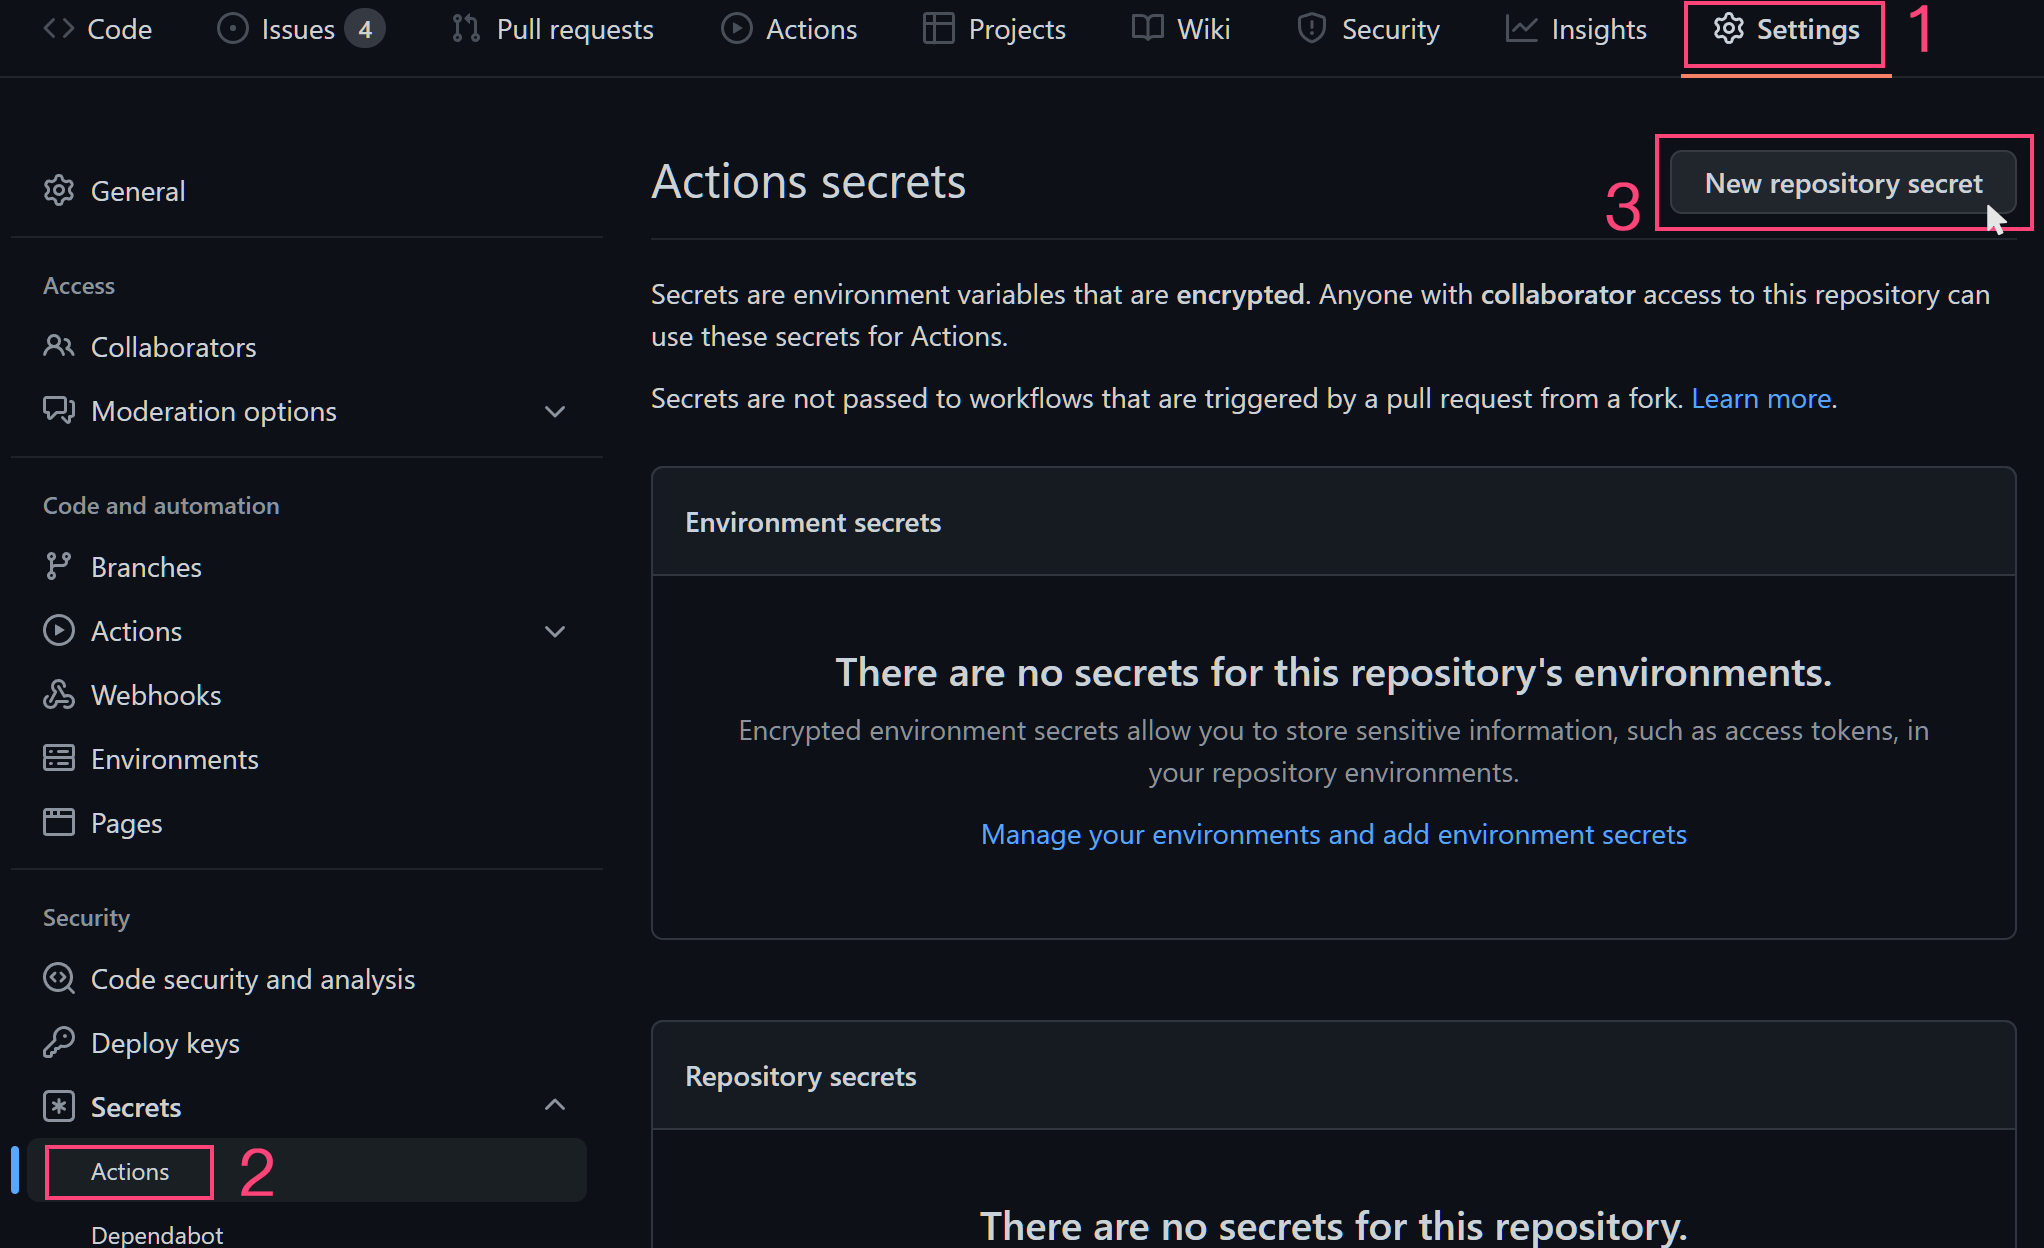 Code Issues 4 Pull requests Actions Projects Wiki Security Insights Settings 1
General
Access
Collaborators
Moderation options
Code and automation
Branches
Actions
Webhooks
Environments
Pages
Security
Code security and analysis
Deploy keys
Secrets
Actions 2
Dependabot
Actions secrets
3 New repository secret
Secrets are environment variables that are encrypted. Anyone with collaborator access to this repository can
use these secrets for Actions.
Secrets are not passed to workflows that are triggered by a pull request from a fork. Learn more.
Environment secrets
There are no secrets for this repository's environments.
Encrypted environment secrets allow you to store sensitive information, such as access tokens, in
your repository environments.
Manage your environments and add environment secrets
Repository secrets
There are no secrets for this repository.